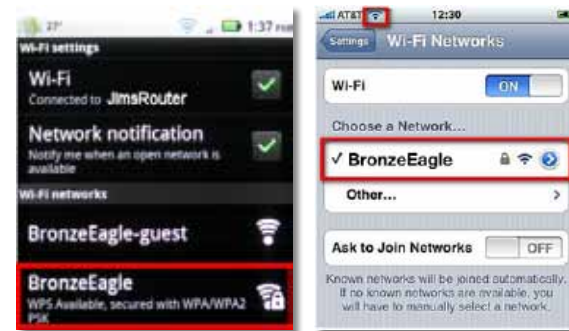 27°
1:37 PM
Wi-Fi settings
Wi-Fi
Connected to JimsRouter
Network notification
Notify me when an open network is
available
Wi-Fi networks
BronzeEagle-guest
BronzeEagle
WPS Available, secured with WPA/WPA2
PSK
AT&T
12:30
Settings
Wi-Fi Networks
Wi-Fi
ON
Choose a Network...
✓ BronzeEagle
Other...
Ask to Join Networks
OFF
Known networks will be joined automatically.
If no known networks are available, you
will have to manually select a network.